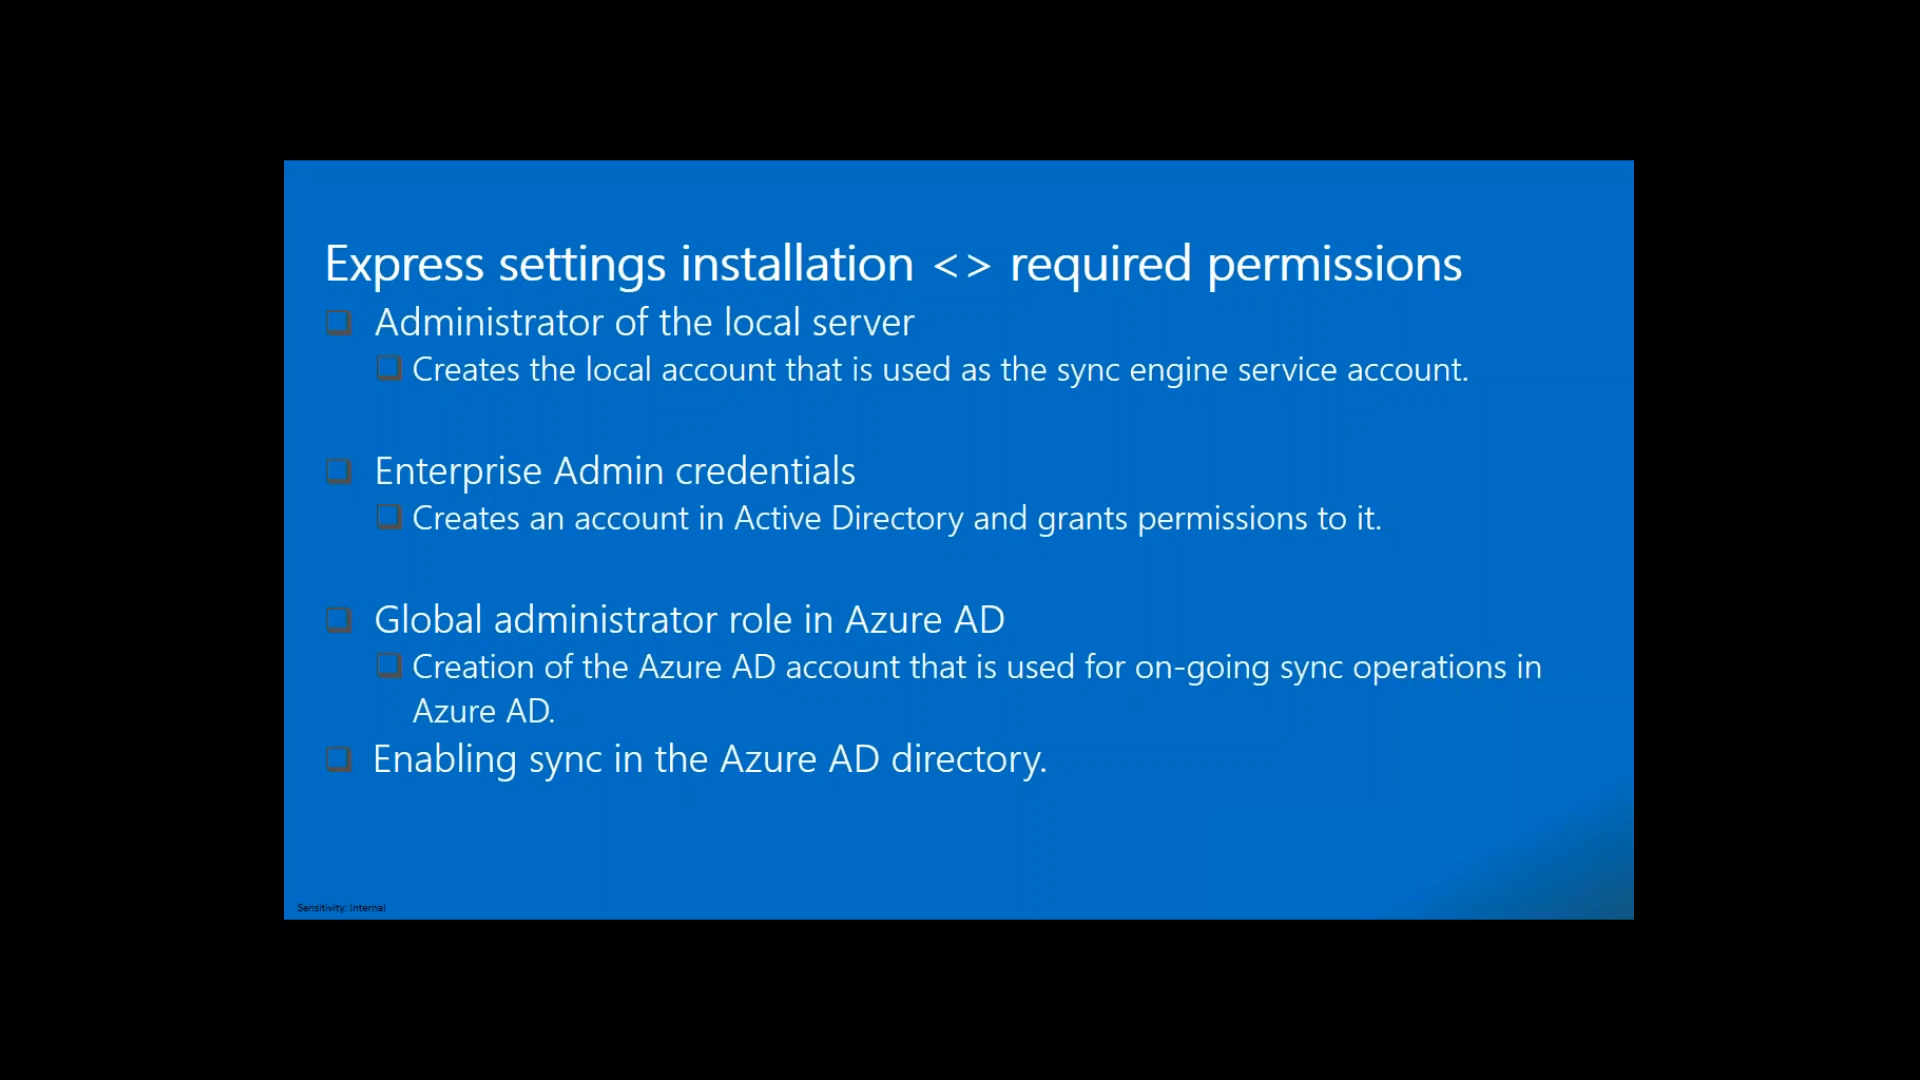 Express settings installation <> required permissions
Administrator of the local server
Creates the local account that is used as the sync engine service account.
Enterprise Admin credentials
Creates an account in Active Directory and grants permissions to it.
Global administrator role in Azure AD
Creation of the Azure AD account that is used for on-going sync operations in
Azure AD.
Enabling sync in the Azure AD directory.
Sensitivity: Internal